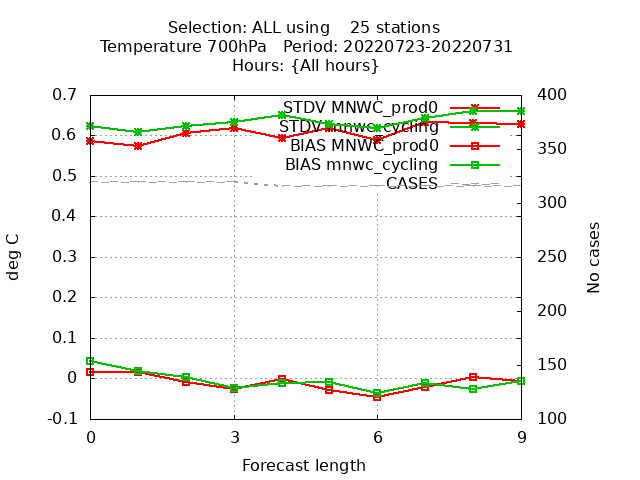 Selection: ALL using 25 stations
Temperature 700hPa Period: 20220723-20220731
Hours: {All hours}
0.7
0.6
0.5
0.4
0.3
0.2
0.1
0
-0.1
deg C
STDV MNWC_prod0
STDV mnwc_cycling
BIAS MNWC_prod0
BIAS mnwc_cycling
CASES
400
350
300
250
200
150
100
No cases
0 3 6 9
Forecast length